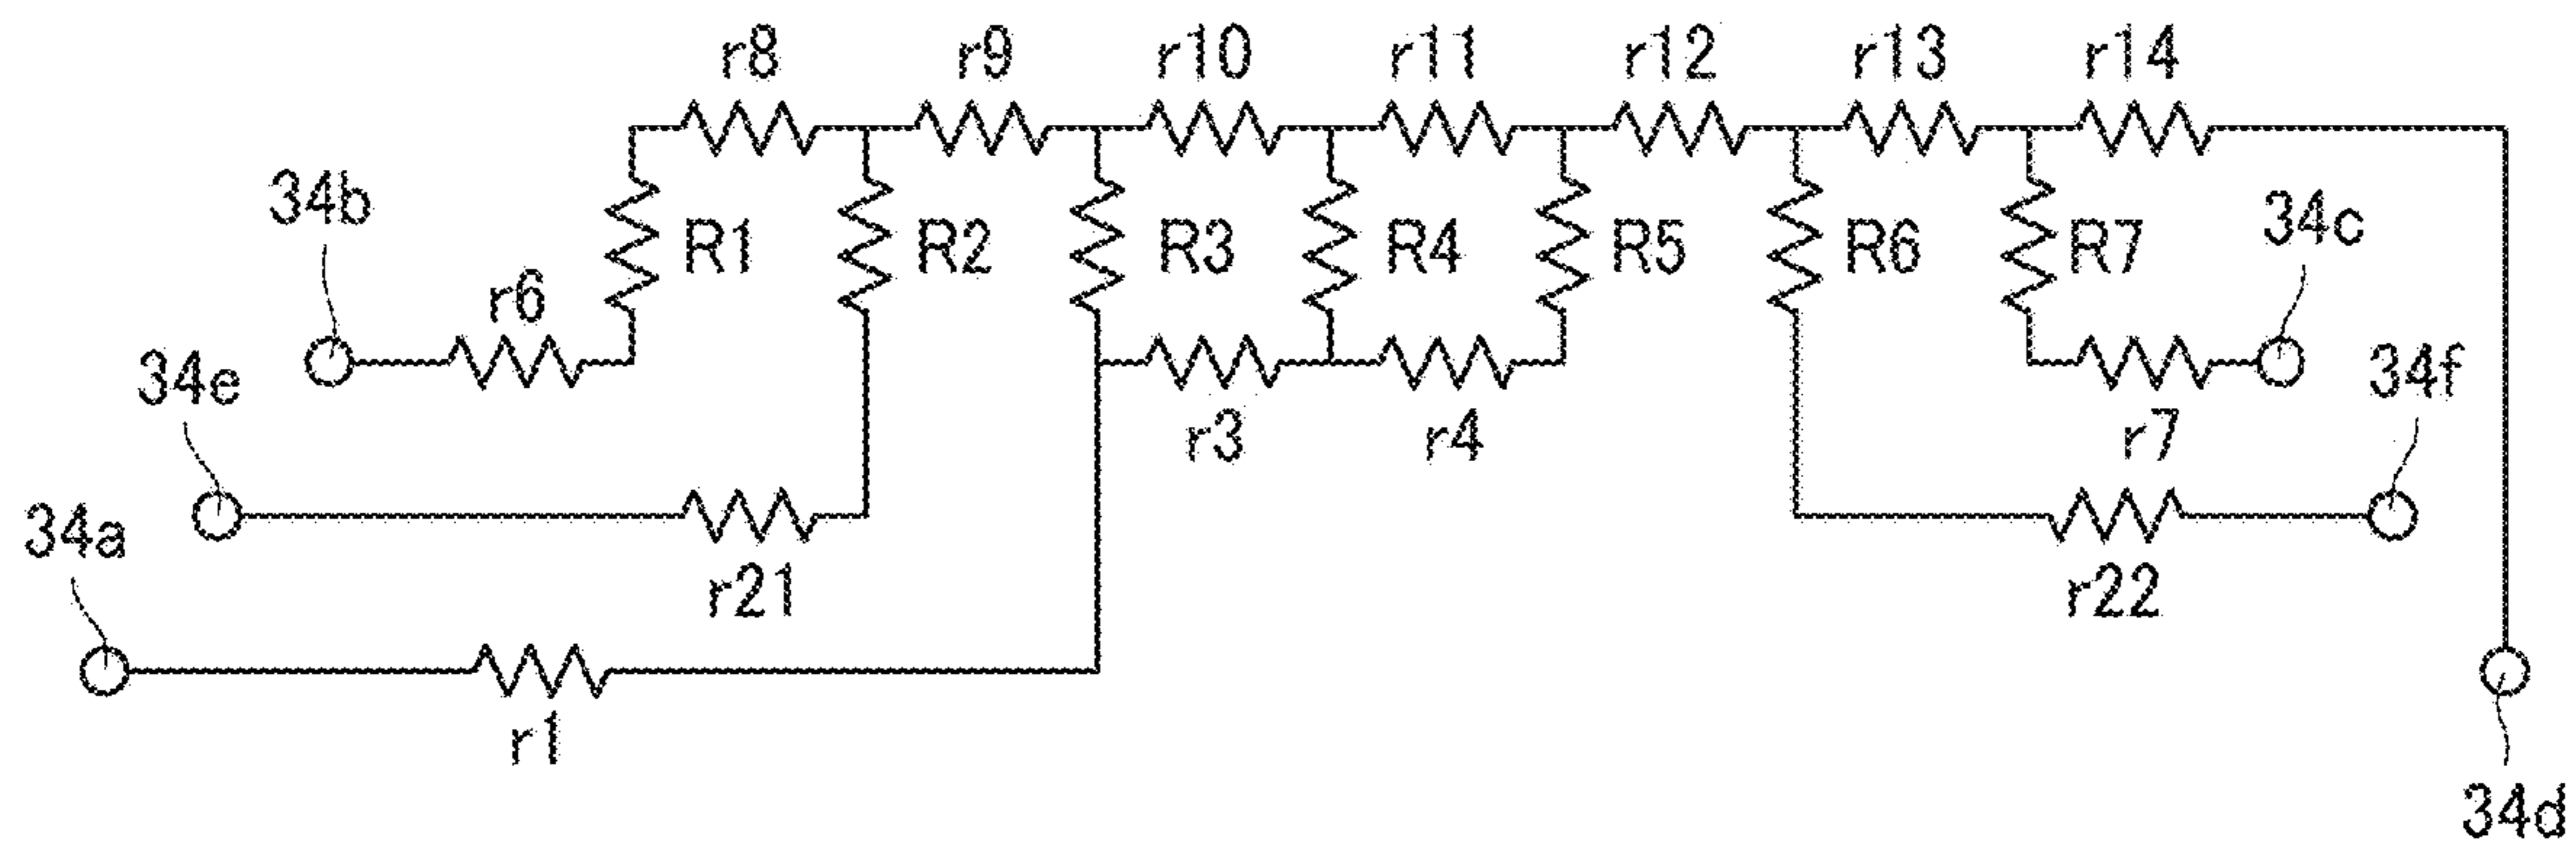 r8 r9 r10 r11 r12 r13 r14
34b R1 R2 R3 R4 R5 R6 R7 34c
r6
34e 34f
r3 r4 r7
34a
r21 r22
r1
34d